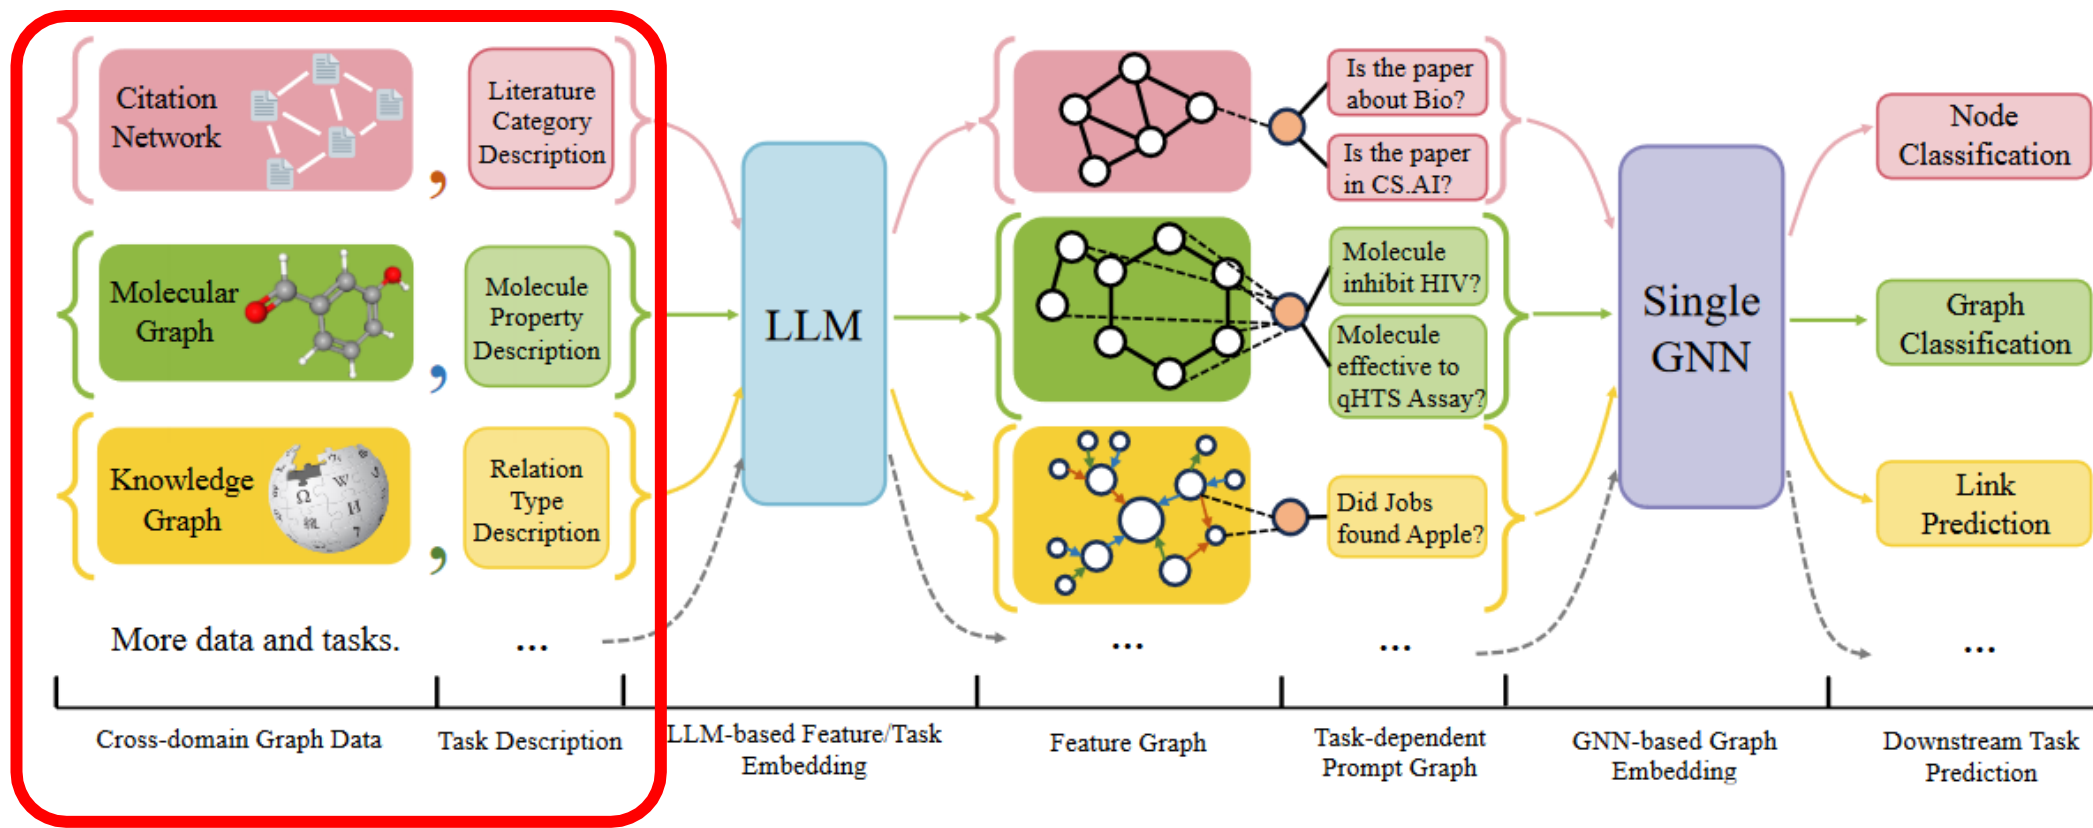 Citation
Network
,
Literature
Category
Description
Molecular
Graph
,
Molecule
Property
Description
Knowledge
Graph
,
Relation
Type
Description
More data and tasks.
...
LLM
Is the paper
about Bio?
Is the paper
in CS.AI?
Molecule
inhibit HIV?
Molecule
effective to
qHTS Assay?
Did Jobs
found Apple?
...
...
Single
GNN
Node
Classification
Graph
Classification
Link
Prediction
...
Cross-domain Graph Data
Task Description
LLM-based Feature/Task
Embedding
Feature Graph
Task-dependent
Prompt Graph
GNN-based Graph
Embedding
Downstream Task
Prediction